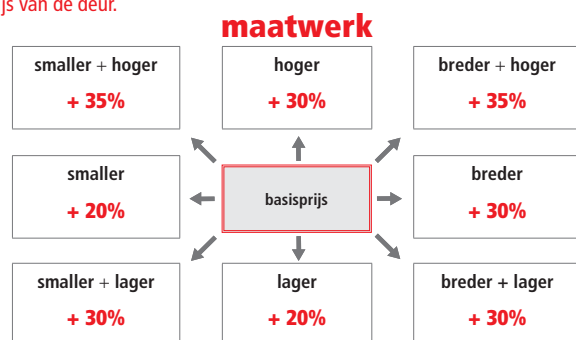 js van de deur.
maatwerk
smaller + hoger
+ 35%
hoger
+ 30%
breder + hoger
+ 35%
smaller
+ 20%
basisprijs
breder
+ 30%
smaller + lager
+ 30%
lager
+ 20%
breder + lager
+ 30%